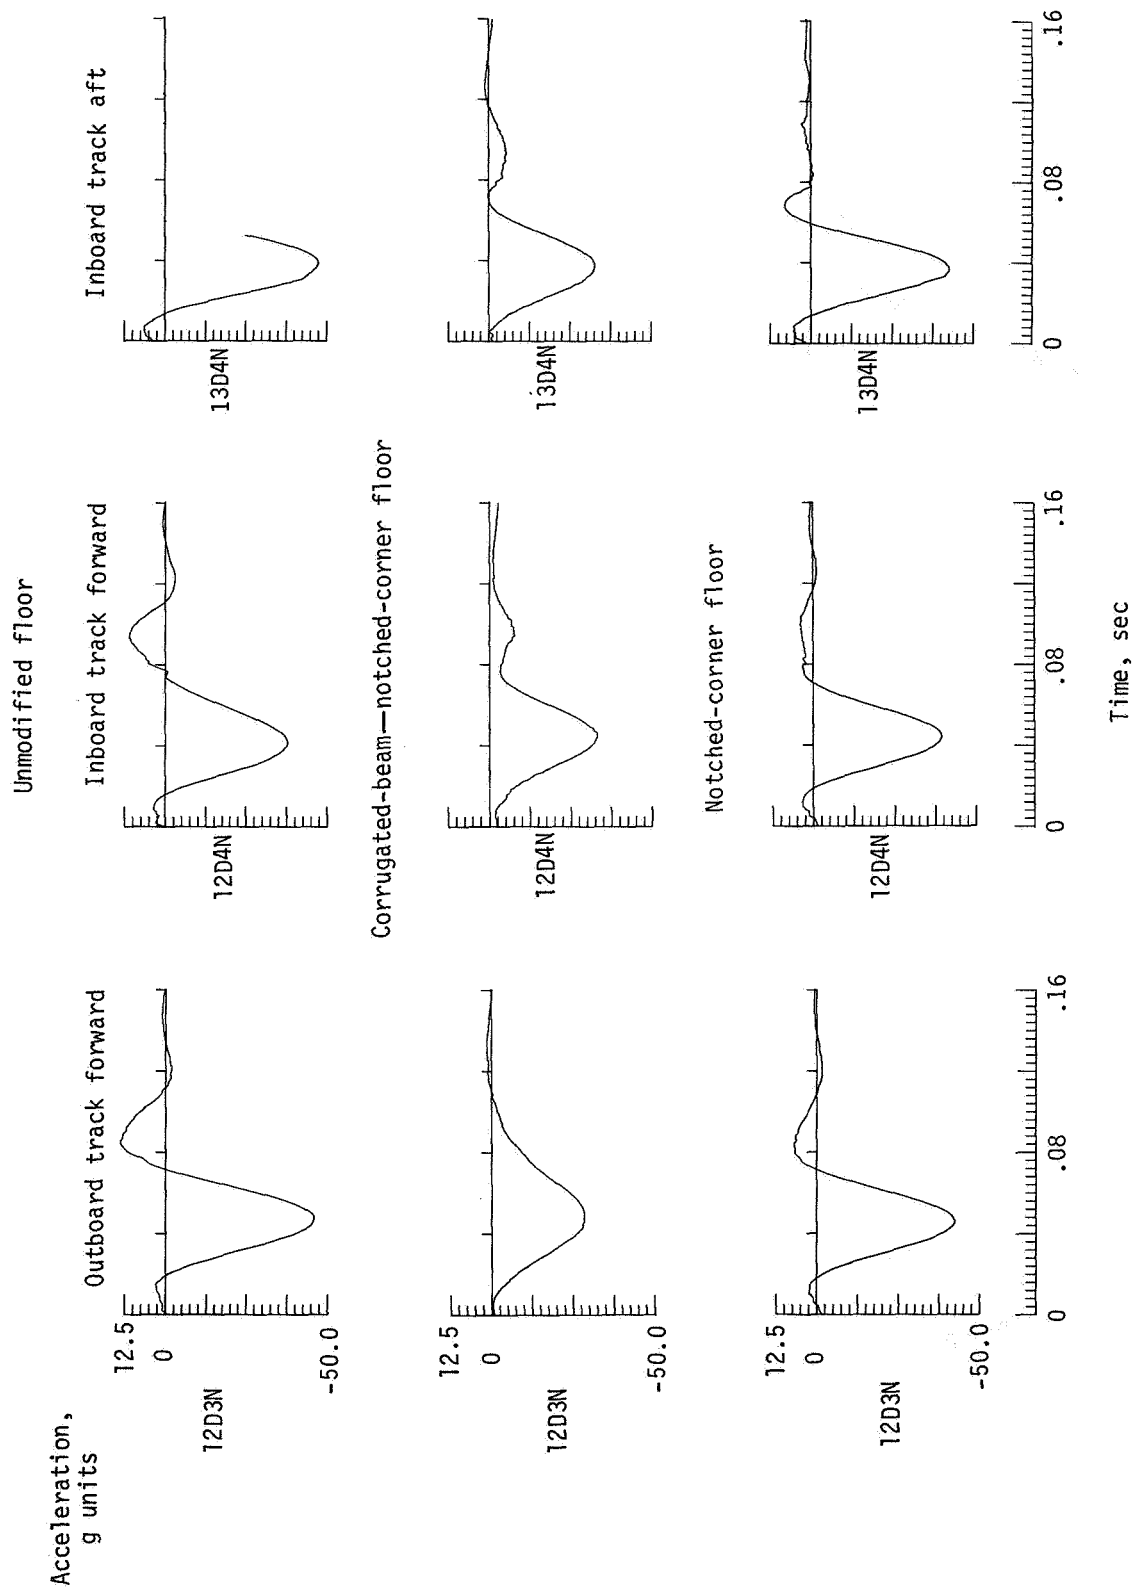 Unmodified floor
Acceleration,
g units
Outboard track forward
Inboard track forward
Inboard track aft
12.5
0
-50.0
12D3N
12D4N
13D4N
Corrugated-beam—notched-corner floor
12.5
0
-50.0
12D3N
12D4N
13D4N
Notched-corner floor
12.5
0
-50.0
12D3N
12D4N
13D4N
0 .08 .16
0 .08 .16
0 .08 .16
Time, sec